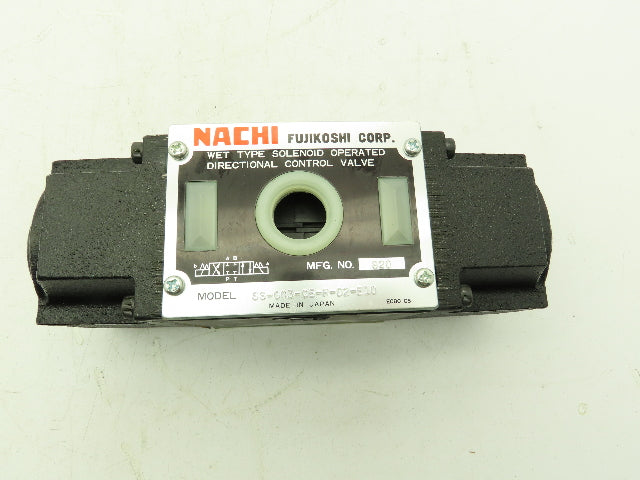 NACHI FUJIKOSHI CORP.
WET TYPE SOLENOID OPERATED
DIRECTIONAL CONTROL VALVE
A B
P T
MFG. NO.
MODEL
MADE IN JAPAN